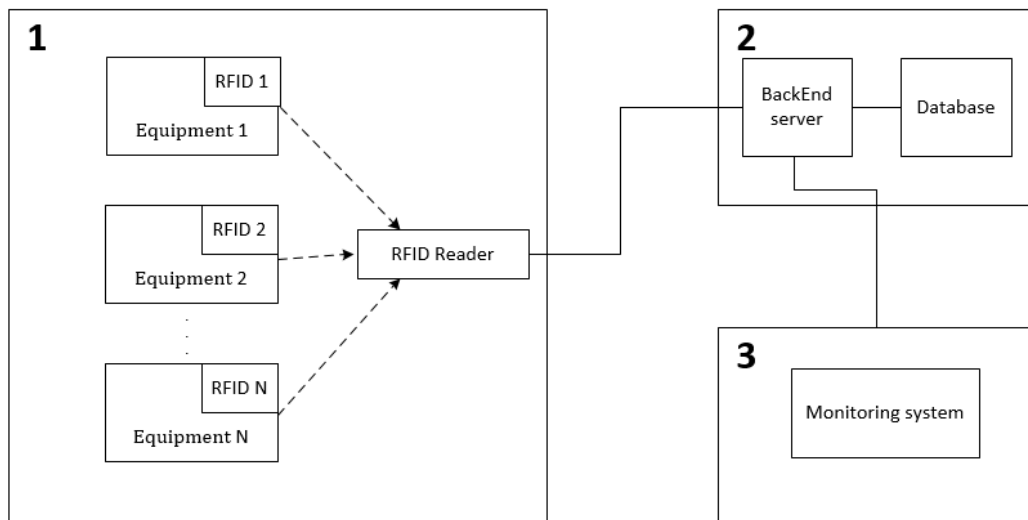 1
RFID 1
Equipment 1
RFID 2
Equipment 2
RFID N
Equipment N
RFID Reader
2
BackEnd
server
Database
3
Monitoring system